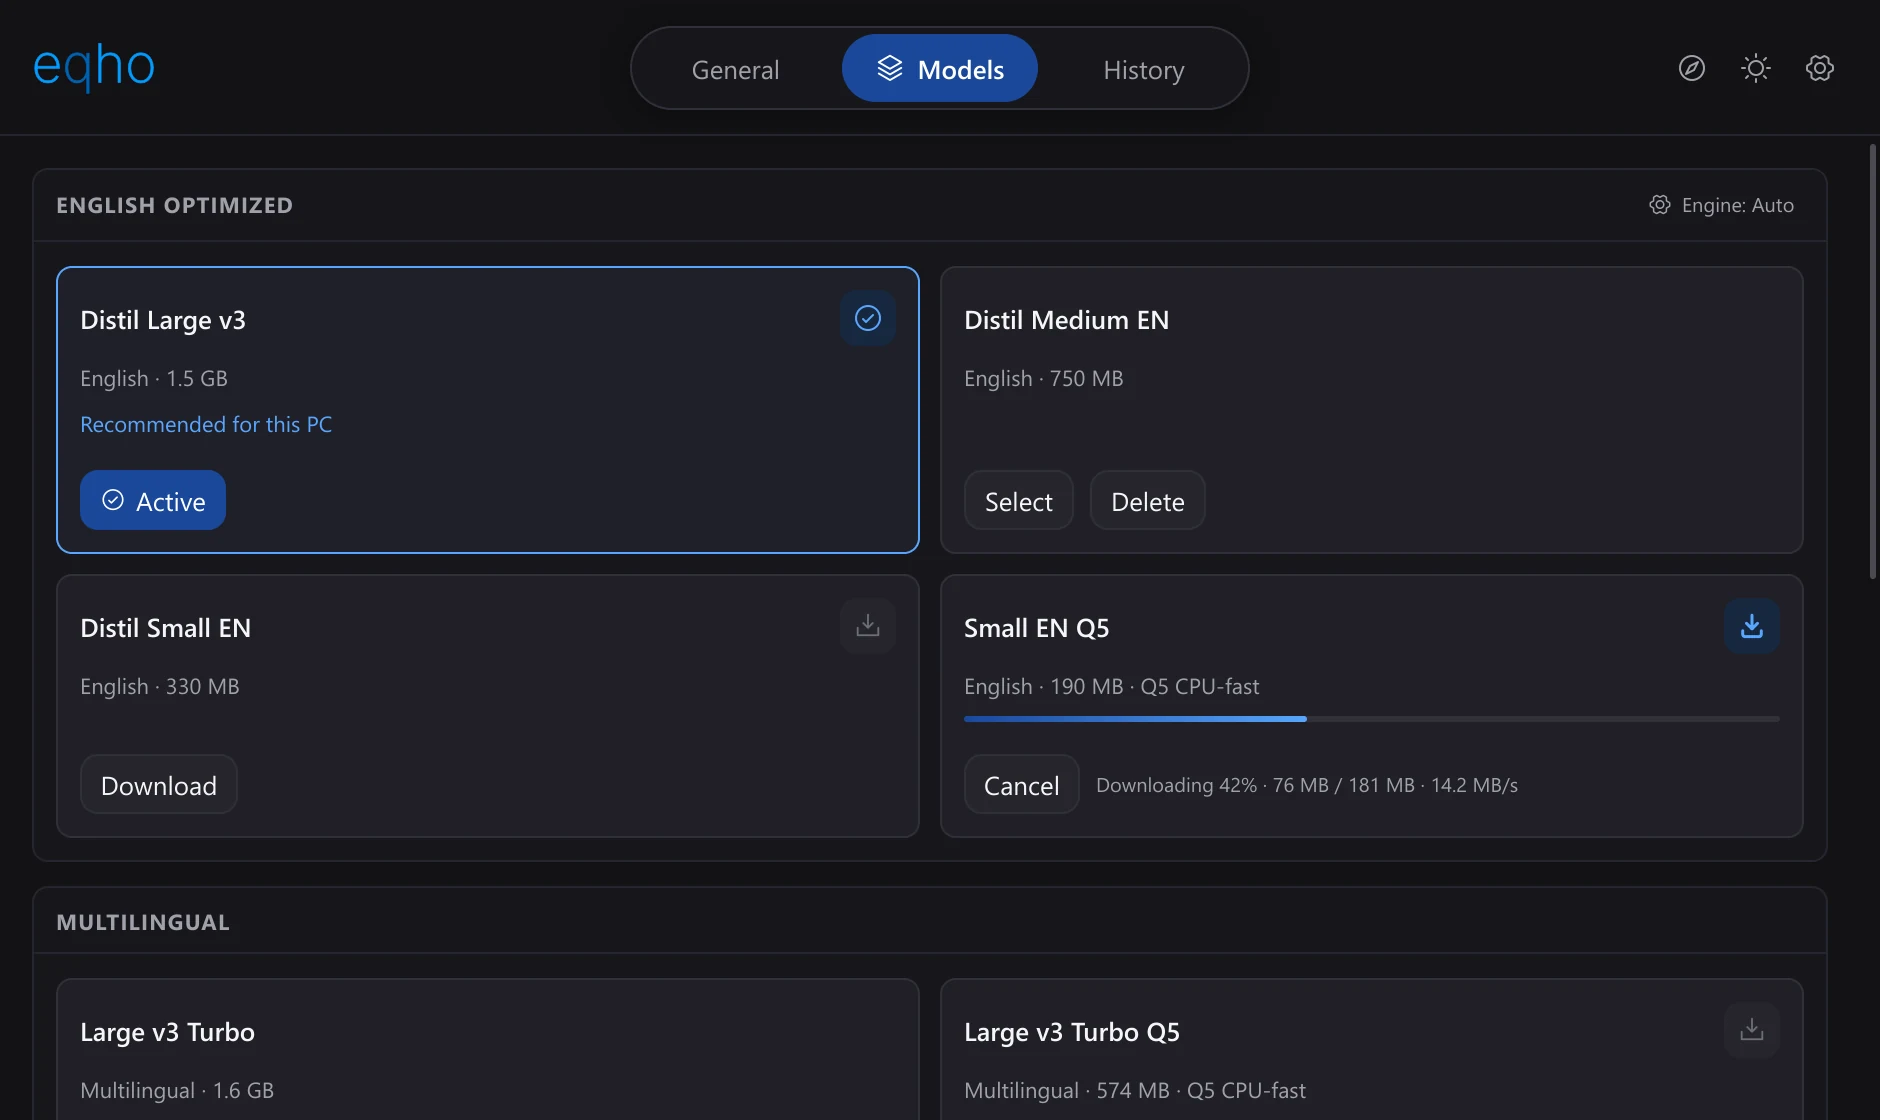 eqho
General
Models
History
ENGLISH OPTIMIZED
Engine: Auto
Distil Large v3
English · 1.5 GB
Recommended for this PC
Active
Distil Medium EN
English · 750 MB
Select
Delete
Distil Small EN
English · 330 MB
Download
Small EN Q5
English · 190 MB · Q5 CPU-fast
Cancel
Downloading 42% · 76 MB / 181 MB · 14.2 MB/s
MULTILINGUAL
Large v3 Turbo
Multilingual · 1.6 GB
Large v3 Turbo Q5
Multilingual · 574 MB · Q5 CPU-fast